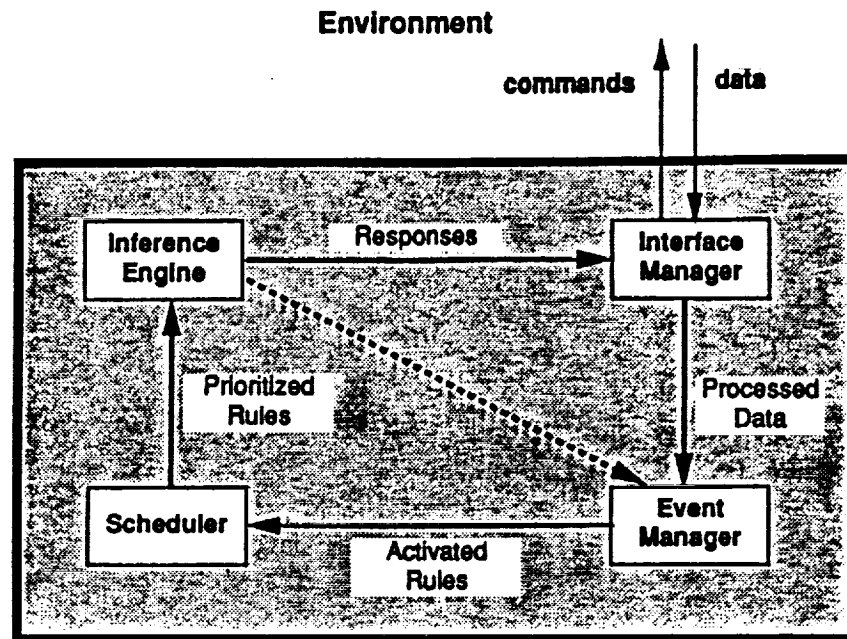 Environment
commands
data
Inference
Engine
Responses
Interface
Manager
Prioritized
Rules
Processed
Data
Scheduler
Activated
Rules
Event
Manager